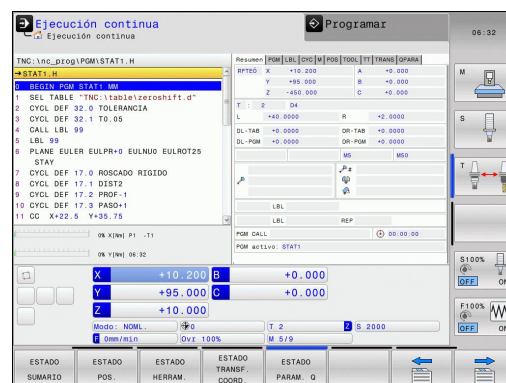 Ejecución continua
Ejecución continua
Programar
06:32
TNC:\nc_prog\PGM\STAT1.H
→STAT1.H
0 BEGIN PGM STAT1 MM
1 SEL TABLE "TNC:\table\zeroshift.d"
2 CYCL DEF 32.0 TOLERANCIA
3 CYCL DEF 32.1 T0.05
4 CALL LBL 99
5 LBL 99
6 PLANE EULER EULPR+0 EULNU0 EULROT25
STAY
7 CYCL DEF 17.0 ROSCADO RIGIDO
8 CYCL DEF 17.1 DIST2
9 CYCL DEF 17.2 PROF-1
10 CYCL DEF 17.3 PASO+1
11 CC X+22.5 Y+35.75
0% X[Nm] P1 -T1
0% Y[Nm] 06:32
Resumen PGM LBL CYC M POS TOOL TT TRANS QPARA
RPTEO X +10.200 A +0.000
Y +95.000 B +0.000
Z -450.000 C +0.000
T : 2 D4
L +40.0000 R +2.0000
DL-TAB +0.0000 DR-TAB +0.0000
DL-PGM +0.0000 DR-PGM +0.0000
M5 M50
P
P#
LBL
LBL REP
PGM CALL 00:00:00
PGM activo: STAT1
X +10.200 B +0.000
Y +95.000 C +0.000
Z +10.000
Modo: NOML. 0 T 2 Z S 2000
F 0mm/min Ovr 100% M 5/9
M
S
T
S100%
OFF ON
F100%
OFF ON
ESTADO SUMARIO
ESTADO POS.
ESTADO HERRAM.
ESTADO TRANSF. COORD.
ESTADO PARAM. Q